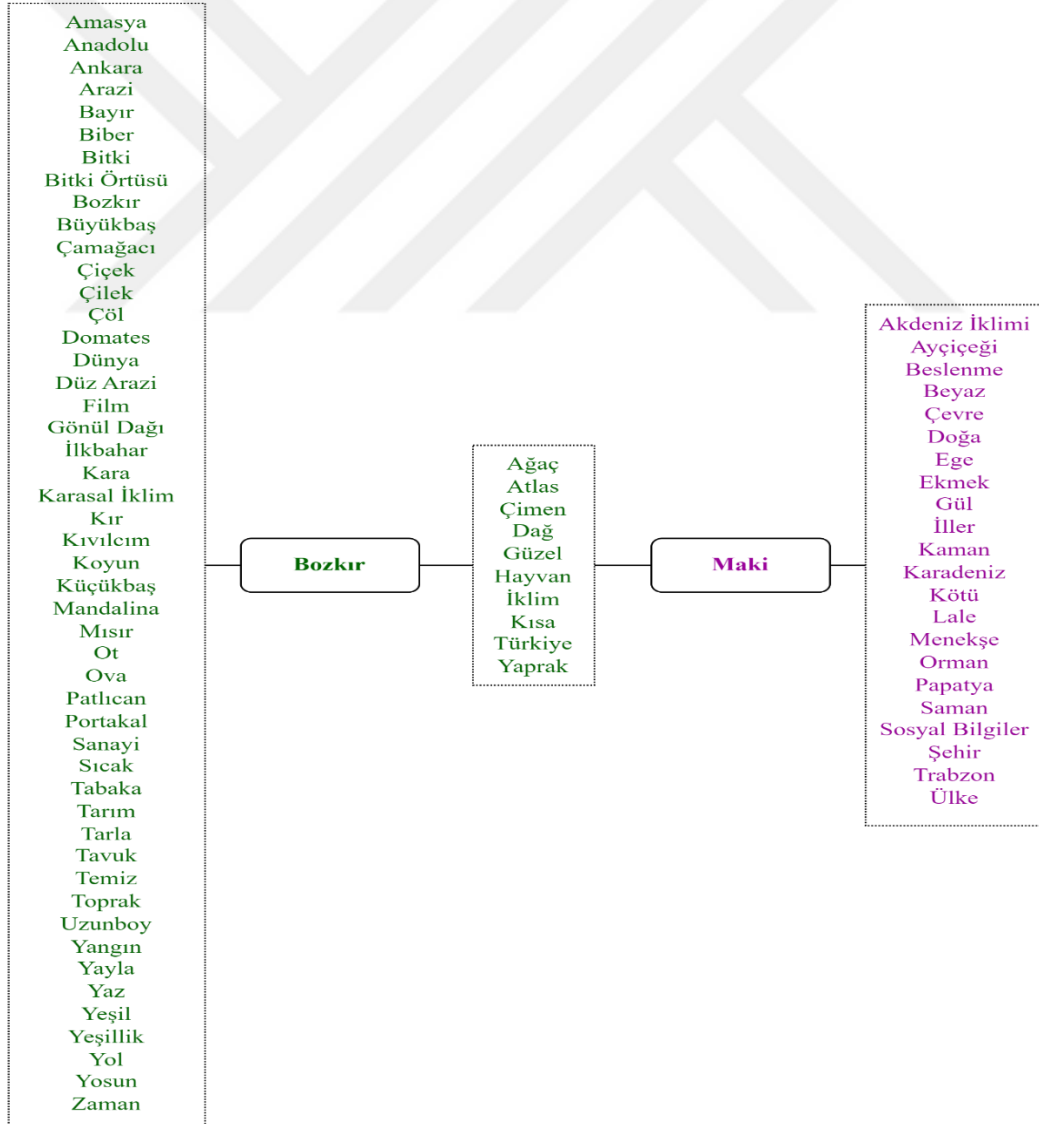 Amasya
Anadolu
Ankara
Arazi
Bayır
Biber
Bitki
Bitki Örtüsü
Bozkır
Büyükbaş
Çamağacı
Çiçek
Çilek
Çöl
Domates
Dünya
Düz Arazi
Film
Gönül Dağı
İlkbahar
Kara
Karasal İklim
Kır
Kıvılcım
Koyun
Küçükbaş
Mandalina
Mısır
Ot
Ova
Patlıcan
Portakal
Sanayi
Sıcak
Tabaka
Tarım
Tarla
Tavuk
Temiz
Toprak
Uzunboy
Yangın
Yayla
Yaz
Yeşil
Yeşillik
Yol
Yosun
Zaman
Bozkır
Ağaç
Atlas
Çimen
Dağ
Güzel
Hayvan
İklim
Kısa
Türkiye
Yaprak
Maki
Akdeniz İklimi
Ayçiçeği
Beslenme
Beyaz
Çevre
Doğa
Ege
Ekmek
Gül
İller
Kaman
Karadeniz
Kötü
Lale
Menekşe
Orman
Papatya
Saman
Sosyal Bilgiler
Şehir
Trabzon
Ülke